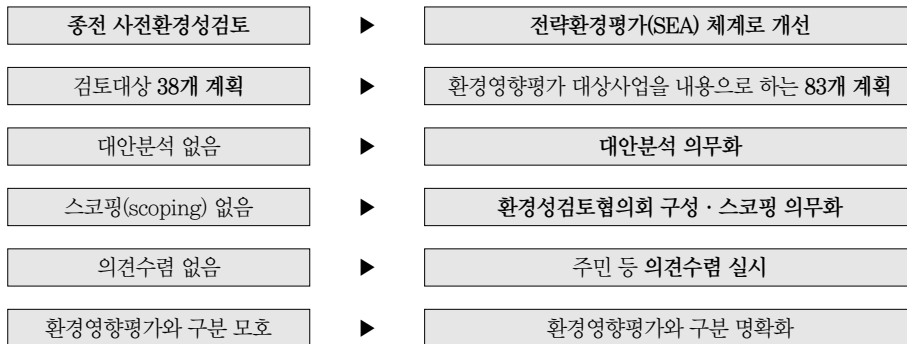 종전 사전환경성검토 ▶ 전략환경평가(SEA) 체계로 개선
검토대상 38개 계획 ▶ 환경영향평가 대상사업을 내용으로 하는 83개 계획
대안분석 없음 ▶ 대안분석 의무화
스코핑(scoping) 없음 ▶ 환경성검토협의회 구성·스코핑 의무화
의견수렴 없음 ▶ 주민 등 의견수렴 실시
환경영향평가와 구분 모호 ▶ 환경영향평가와 구분 명확화